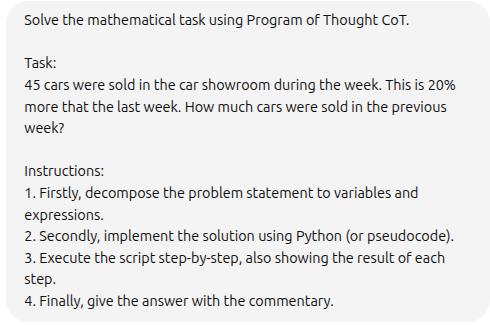 Solve the mathematical task using Program of Thought CoT.
Task:
45 cars were sold in the car showroom during the week. This is 20%
more that the last week. How much cars were sold in the previous
week?
Instructions:
1. Firstly, decompose the problem statement to variables and
expressions.
2. Secondly, implement the solution using Python (or pseudocode).
3. Execute the script step-by-step, also showing the result of each
step.
4. Finally, give the answer with the commentary.